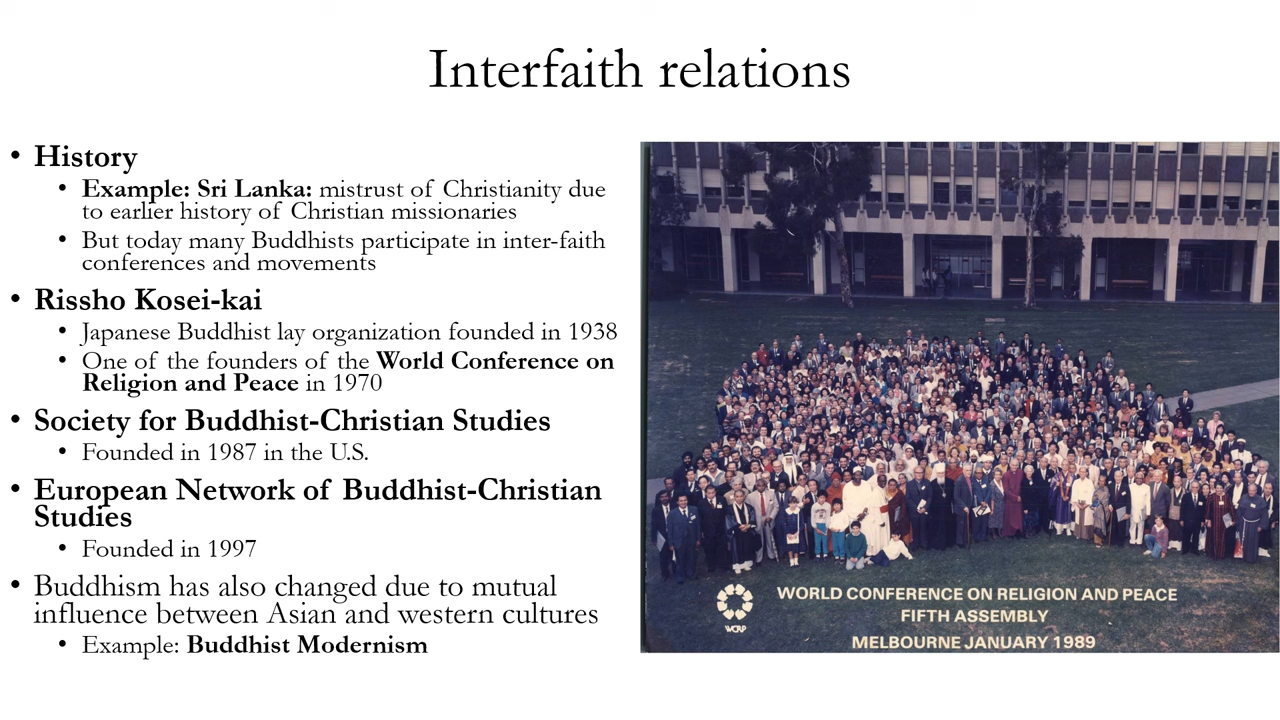 Interfaith relations
• History
• Example: Sri Lanka: mistrust of Christianity due
to earlier history of Christian missionaries
• But today many Buddhists participate in inter-faith
conferences and movements
• Rissho Kosei-kai
• Japanese Buddhist lay organization founded in 1938
• One of the founders of the World Conference on
Religion and Peace in 1970
• Society for Buddhist-Christian Studies
• Founded in 1987 in the U.S.
• European Network of Buddhist-Christian
Studies
• Founded in 1997
• Buddhism has also changed due to mutual
influence between Asian and western cultures
• Example: Buddhist Modernism
WCRP
WORLD CONFERENCE ON RELIGION AND PEACE
FIFTH ASSEMBLY
MELBOURNE JANUARY 1989